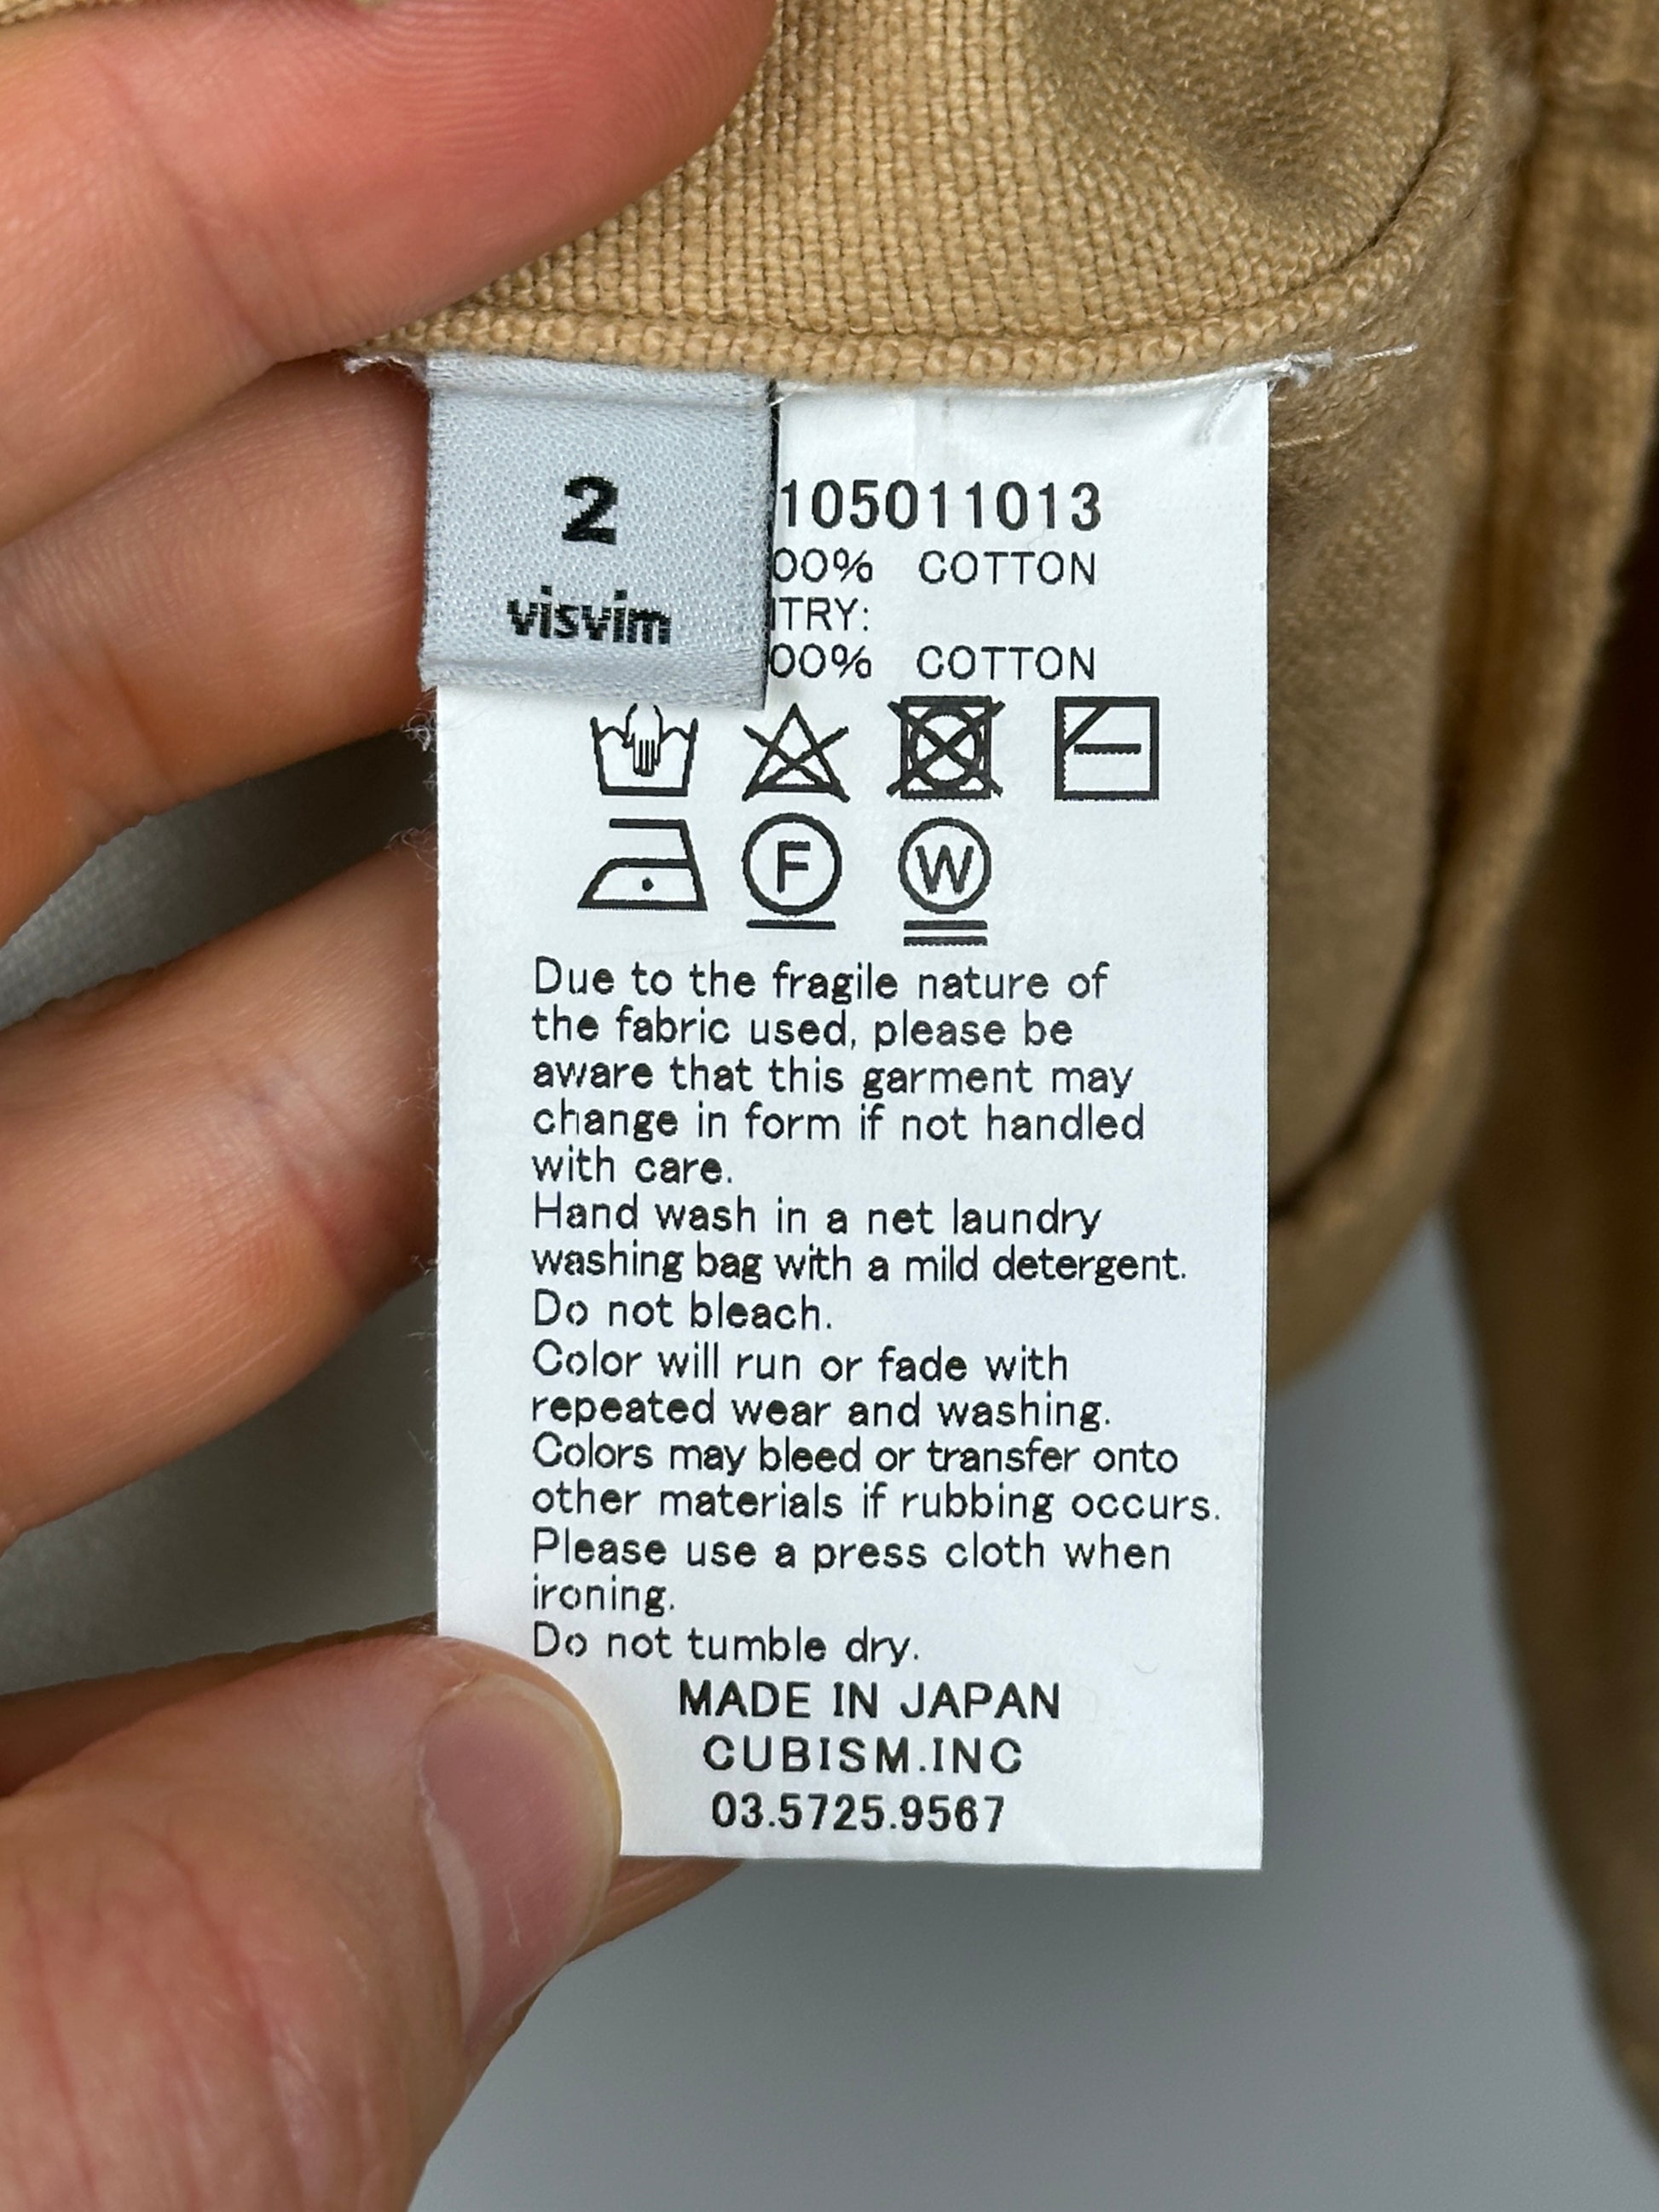 2
visvim
105011013
00% COTTON
TRY:
00% COTTON
F
W
Due to the fragile nature of
the fabric used, please be
aware that this garment may
change in form if not handled
with care.
Hand wash in a net laundry
washing bag with a mild detergent.
Do not bleach.
Color will run or fade with
repeated wear and washing.
Colors may bleed or transfer onto
other materials if rubbing occurs.
Please use a press cloth when
ironing.
Do not tumble dry.
MADE IN JAPAN
CUBISM.INC
03.5725.9567